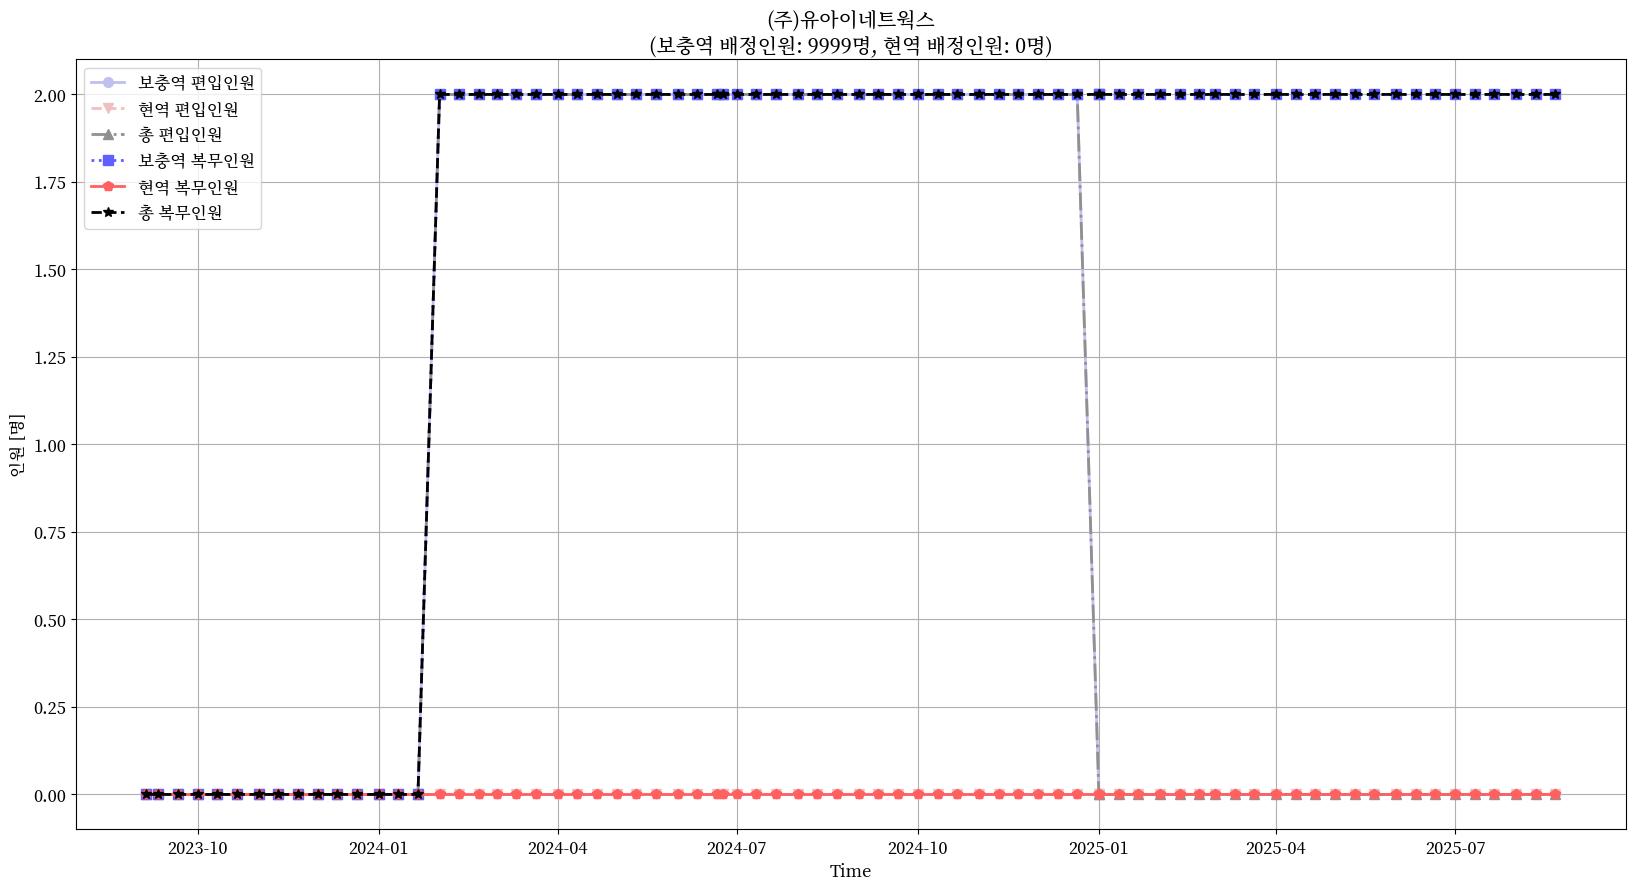 (주)유아이네트웍스
(보충역 배정인원: 9999명, 현역 배정인원: 0명)
보충역 편입인원
현역 편입인원
총 편입인원
보충역 복무인원
현역 복무인원
총 복무인원
2.00
1.75
1.50
1.25
1.00
0.75
0.50
0.25
0.00
인원 [명]
2023-10
2024-01
2024-04
2024-07
2024-10
2025-01
2025-04
2025-07
Time